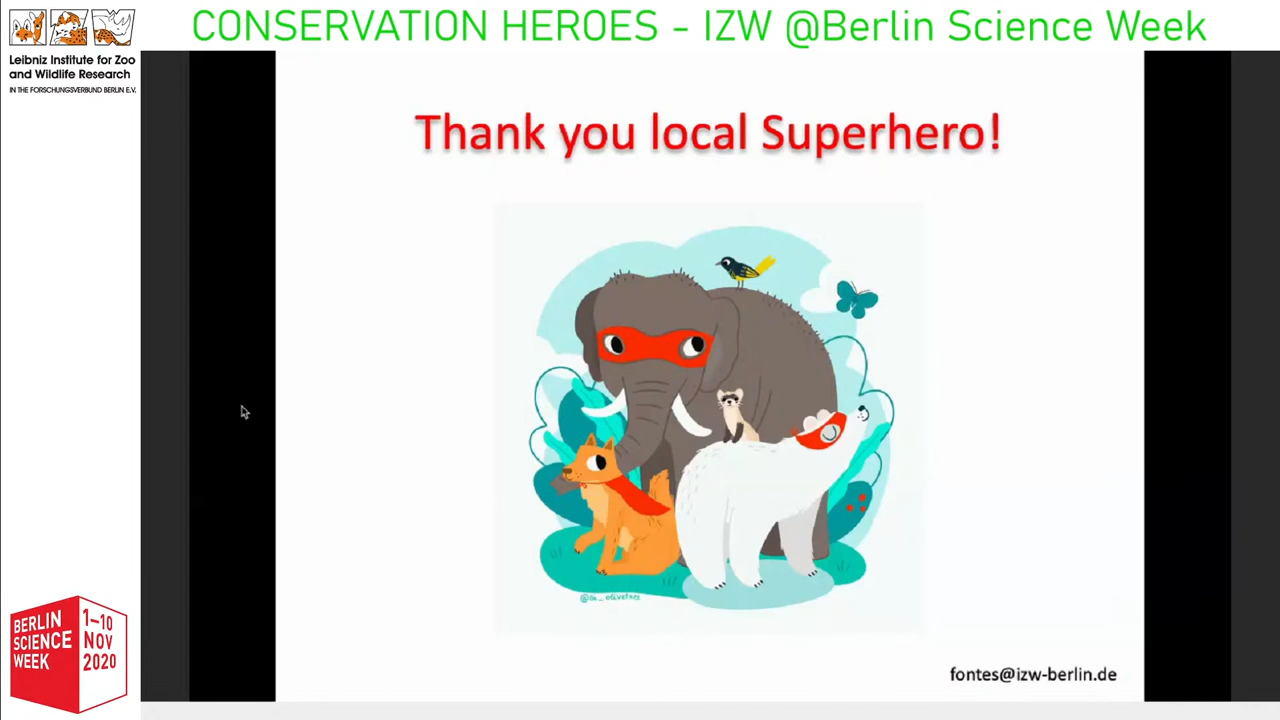 CONSERVATION HEROES - IZW @Berlin Science Week
Leibniz Institute for Zoo
and Wildlife Research
IN THE FORSCHUNGSVERBUND BERLIN E.V.
Thank you local Superhero!
BERLIN
SCIENCE
WEEK
1–10
NOV
2020
fontes@izw-berlin.de